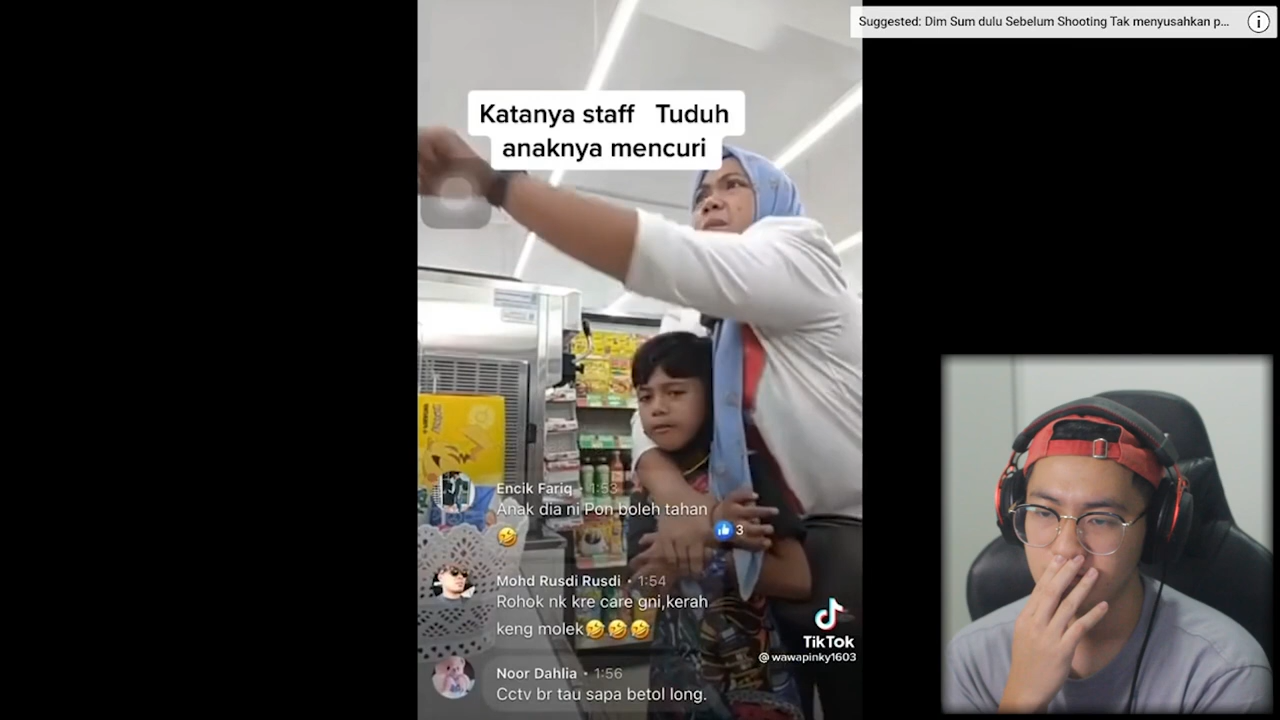 Suggested: Dim Sum dulu Sebelum Shooting Tak menyusahkan p...
Katanya staff Tuduh
anaknya mencuri
Encik Fariq • 1:53
Anak dia ni Pon boleh tahan
🤣
3
Mohd Rusdi Rusdi • 1:54
Rohok nk kre care gni,kerah
keng molek🤣🤣🤣
TikTok
@wawapinky1603
Noor Dahlia • 1:56
Cctv br tau sapa betol long.